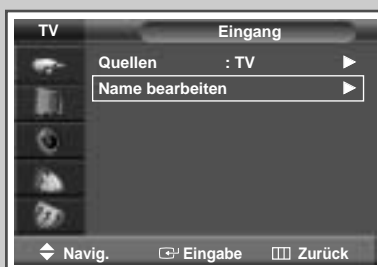 TV Eingang
Quellen : TV
Name bearbeiten
Navig. Eingabe Zurück